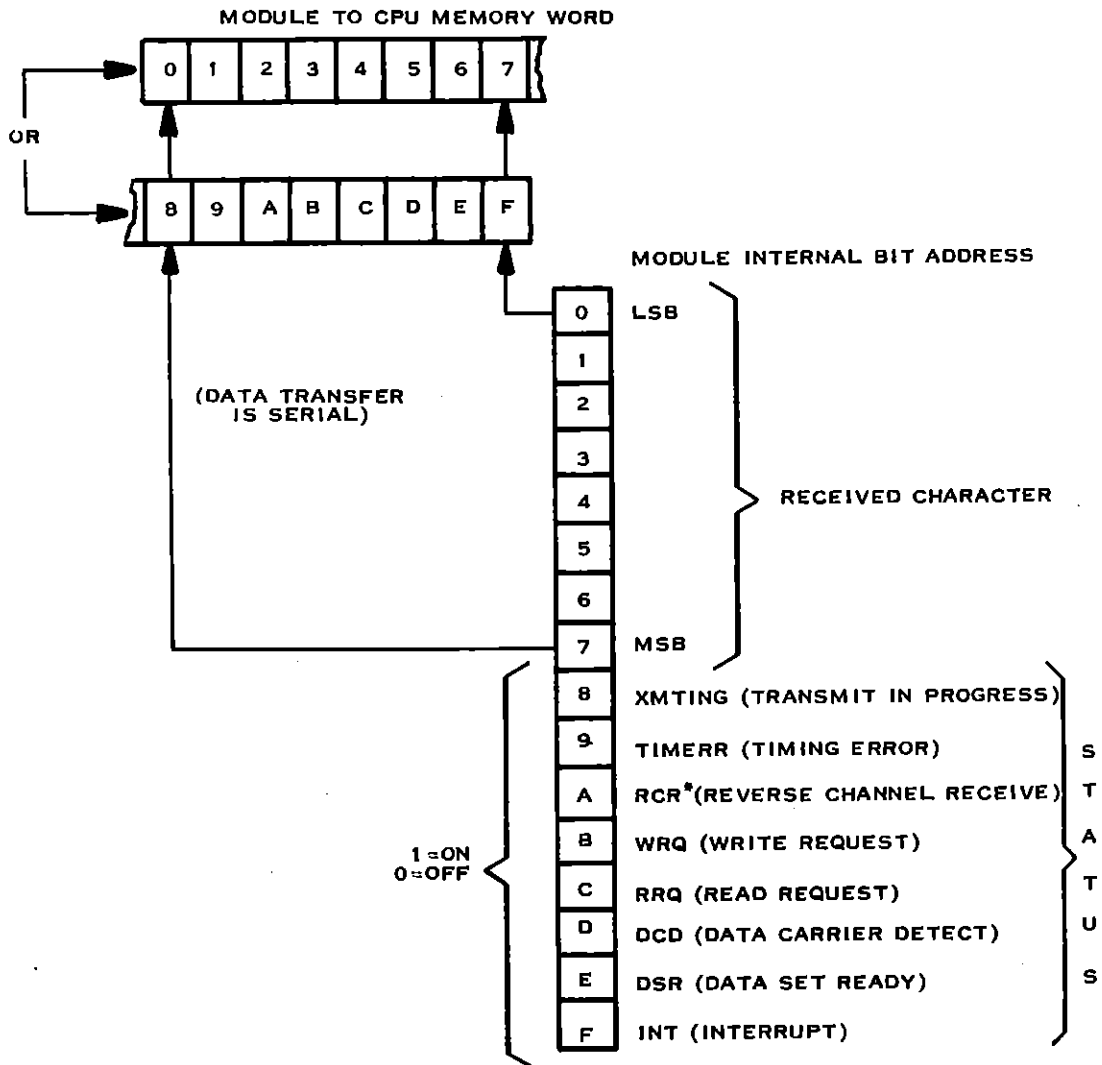 MODULE TO CPU MEMORY WORD
0 1 2 3 4 5 6 7
OR
8 9 A B C D E F
MODULE INTERNAL BIT ADDRESS
0 LSB
1
(DATA TRANSFER
IS SERIAL)
2
3
4 RECEIVED CHARACTER
5
6
7 MSB
8 XMTING (TRANSMIT IN PROGRESS)
9 TIMERR (TIMING ERROR)
A RCR*(REVERSE CHANNEL RECEIVE)
B WRQ (WRITE REQUEST)
1=ON
0=OFF
C RRQ (READ REQUEST)
D DCD (DATA CARRIER DETECT)
E DSR (DATA SET READY)
F INT (INTERRUPT)
STATUS